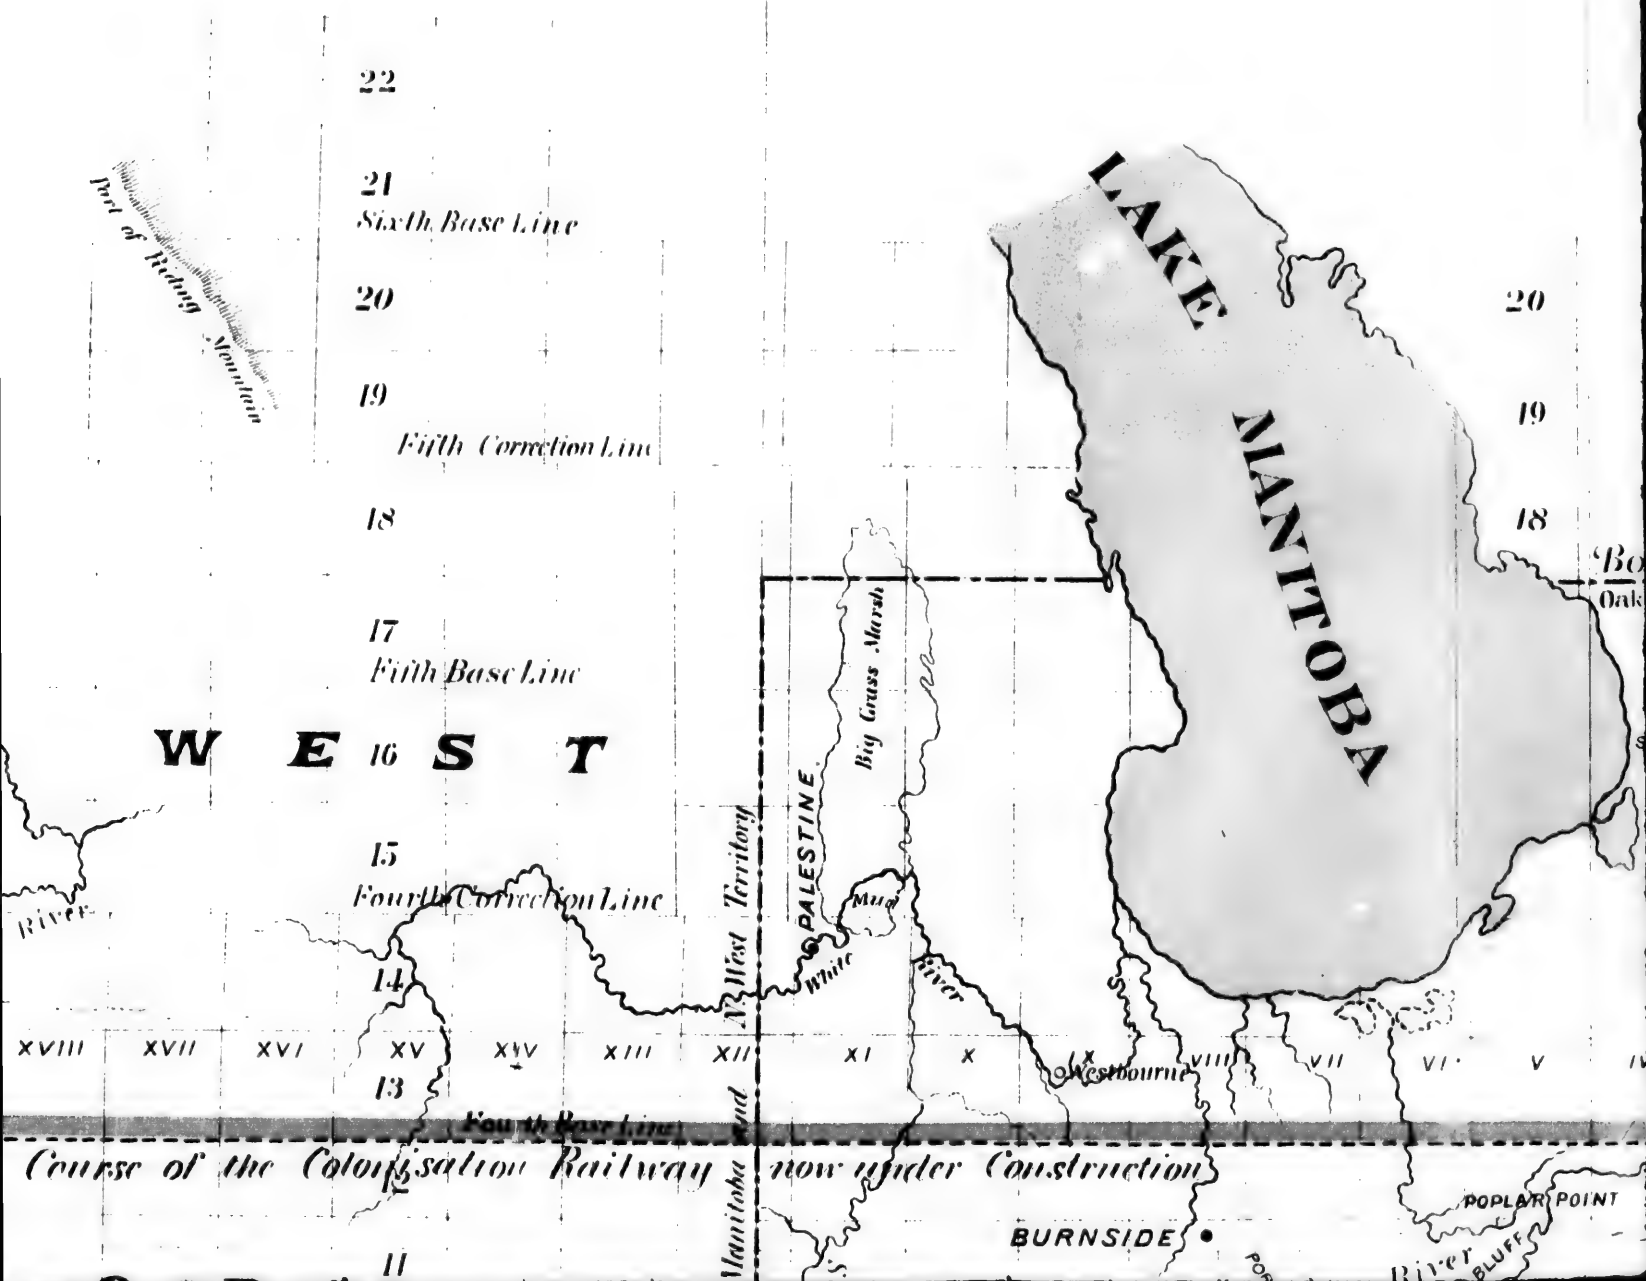 22
21
Sixth Base Line
Part of Riding Mountain
20
19
Fifth Correction Line
18
17
Fifth Base Line
WEST
16
15
Fourth Correction Line
14
River
XVIII XVII XVI XV XIV XIII XII XI X IX VIII VII VI V IV
13
Fourth Base Line
Course of the Colonisation Railway now under Construction
11
LAKE MANITOBA
20
19
18
Oak
Big Grass Marsh
PALESTINE.
White
River
Westbourne
Manitoba and N. West Territory
BURNSIDE
POPLAR POINT
River
BLUFF
S.